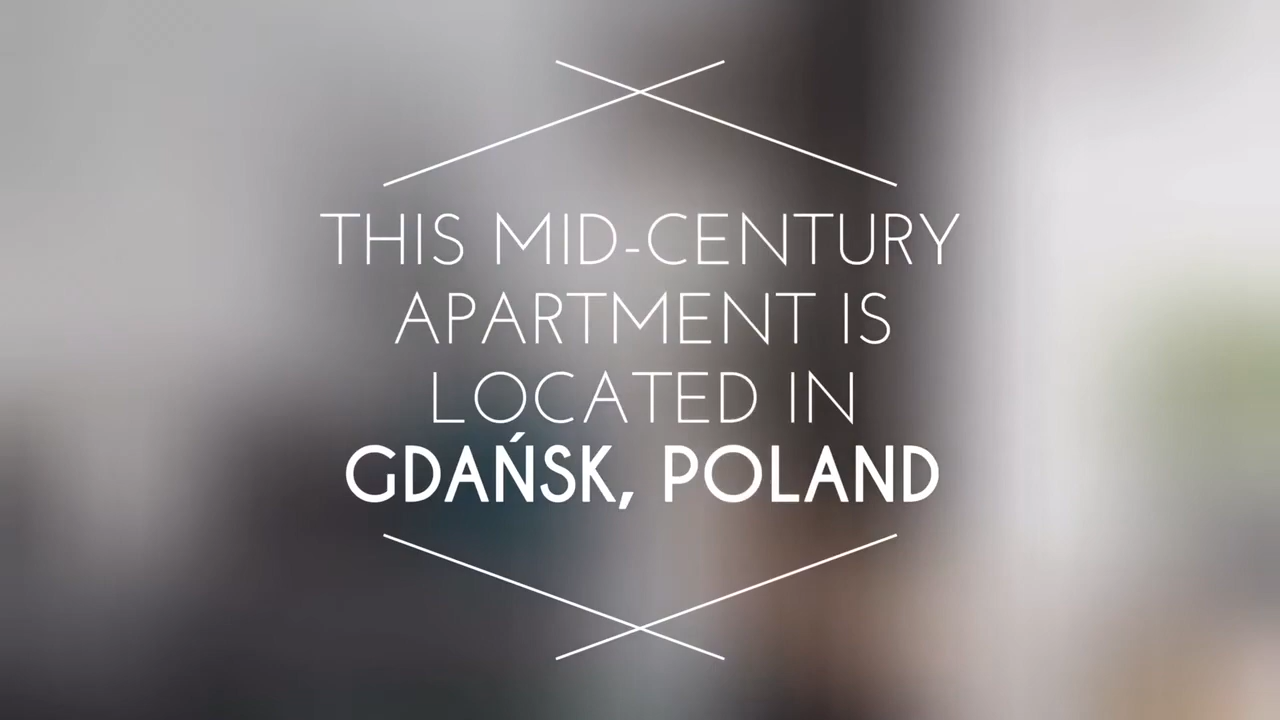 THIS MID-CENTURY
APARTMENT IS
LOCATED IN
GDAŃSK, POLAND